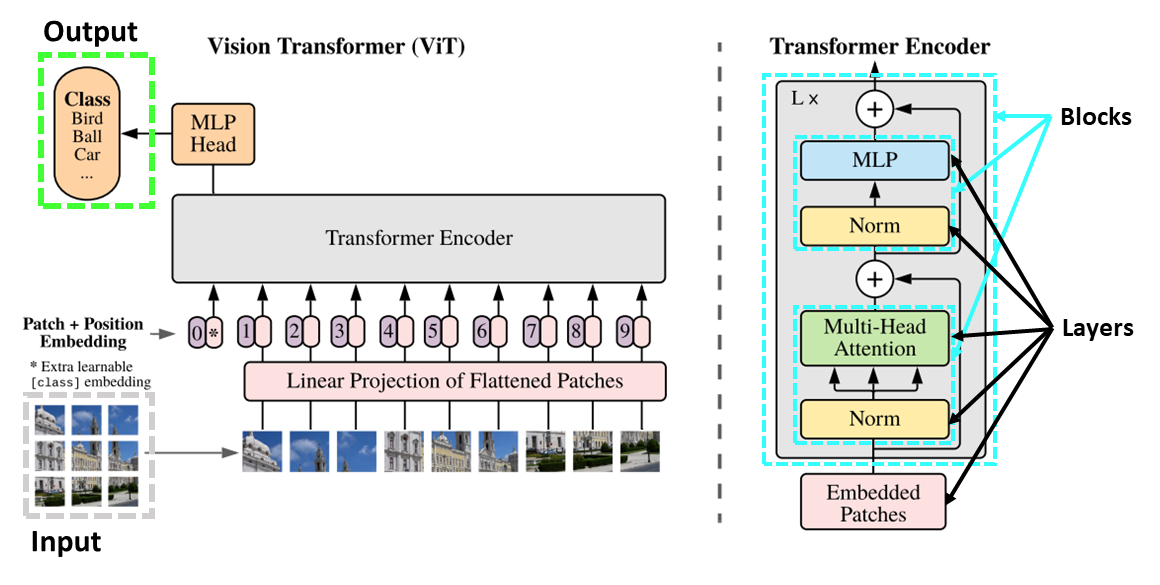 Output
Vision Transformer (ViT)
Class
Bird
Ball
Car
...
MLP
Head
Transformer Encoder
Patch + Position
Embedding
0 * 1 2 3 4 5 6 7 8 9
* Extra learnable
[class] embedding
Linear Projection of Flattened Patches
Input
Transformer Encoder
L x
+
MLP
Norm
+
Multi-Head
Attention
Norm
Embedded
Patches
Blocks
Layers